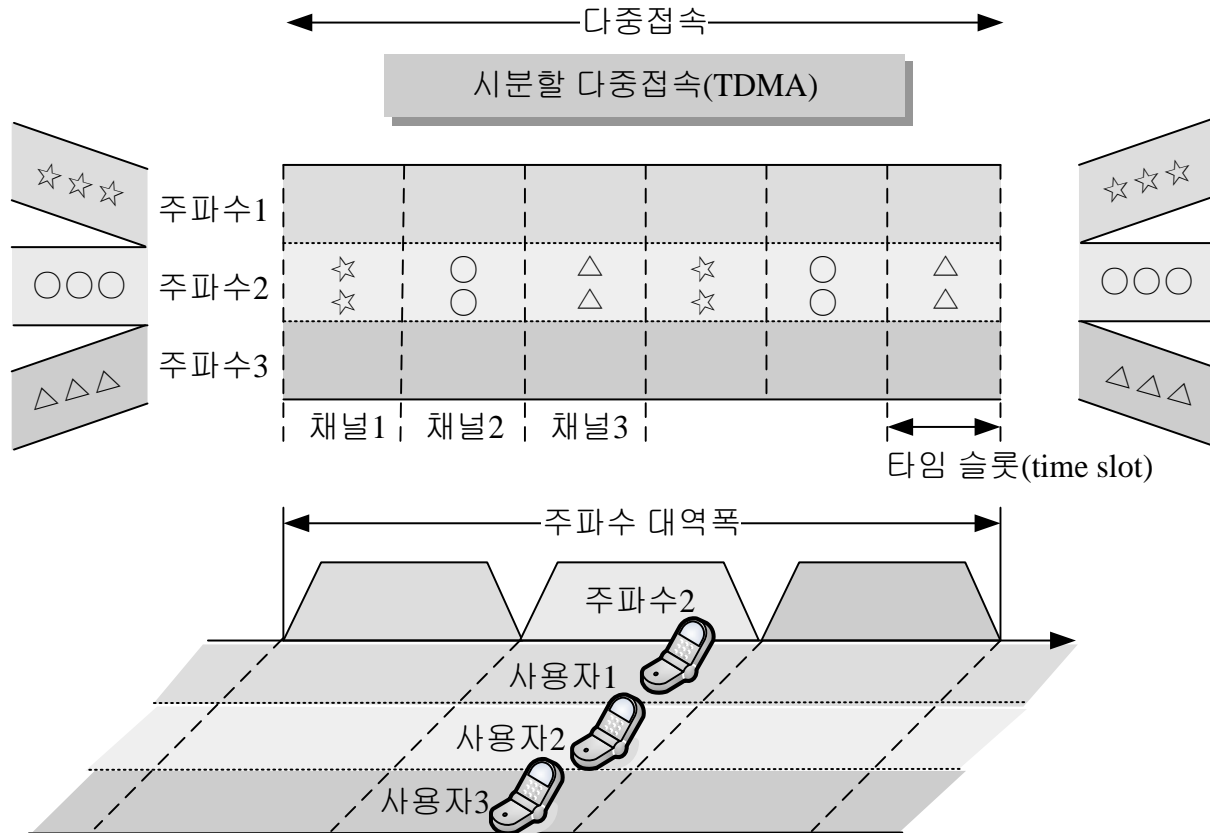 다중접속
시분할 다중접속(TDMA)
주파수1
주파수2
주파수3
채널1
채널2
채널3
타임 슬롯(time slot)
주파수 대역폭
주파수2
사용자1
사용자2
사용자3